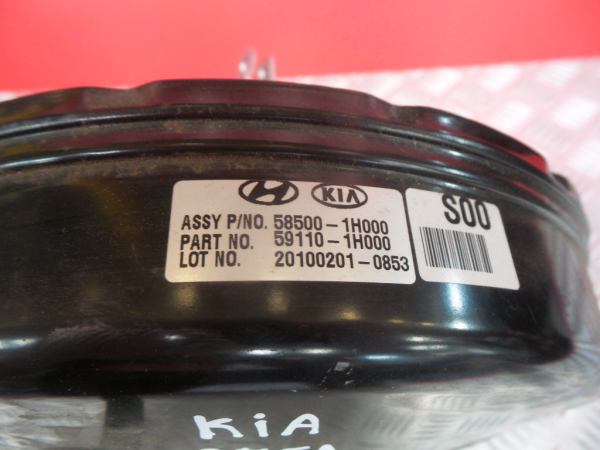 KIA
S00
ASSY P/NO. 58500-1H000
PART NO. 59110-1H000
LOT NO. 20100201-0853
KiA